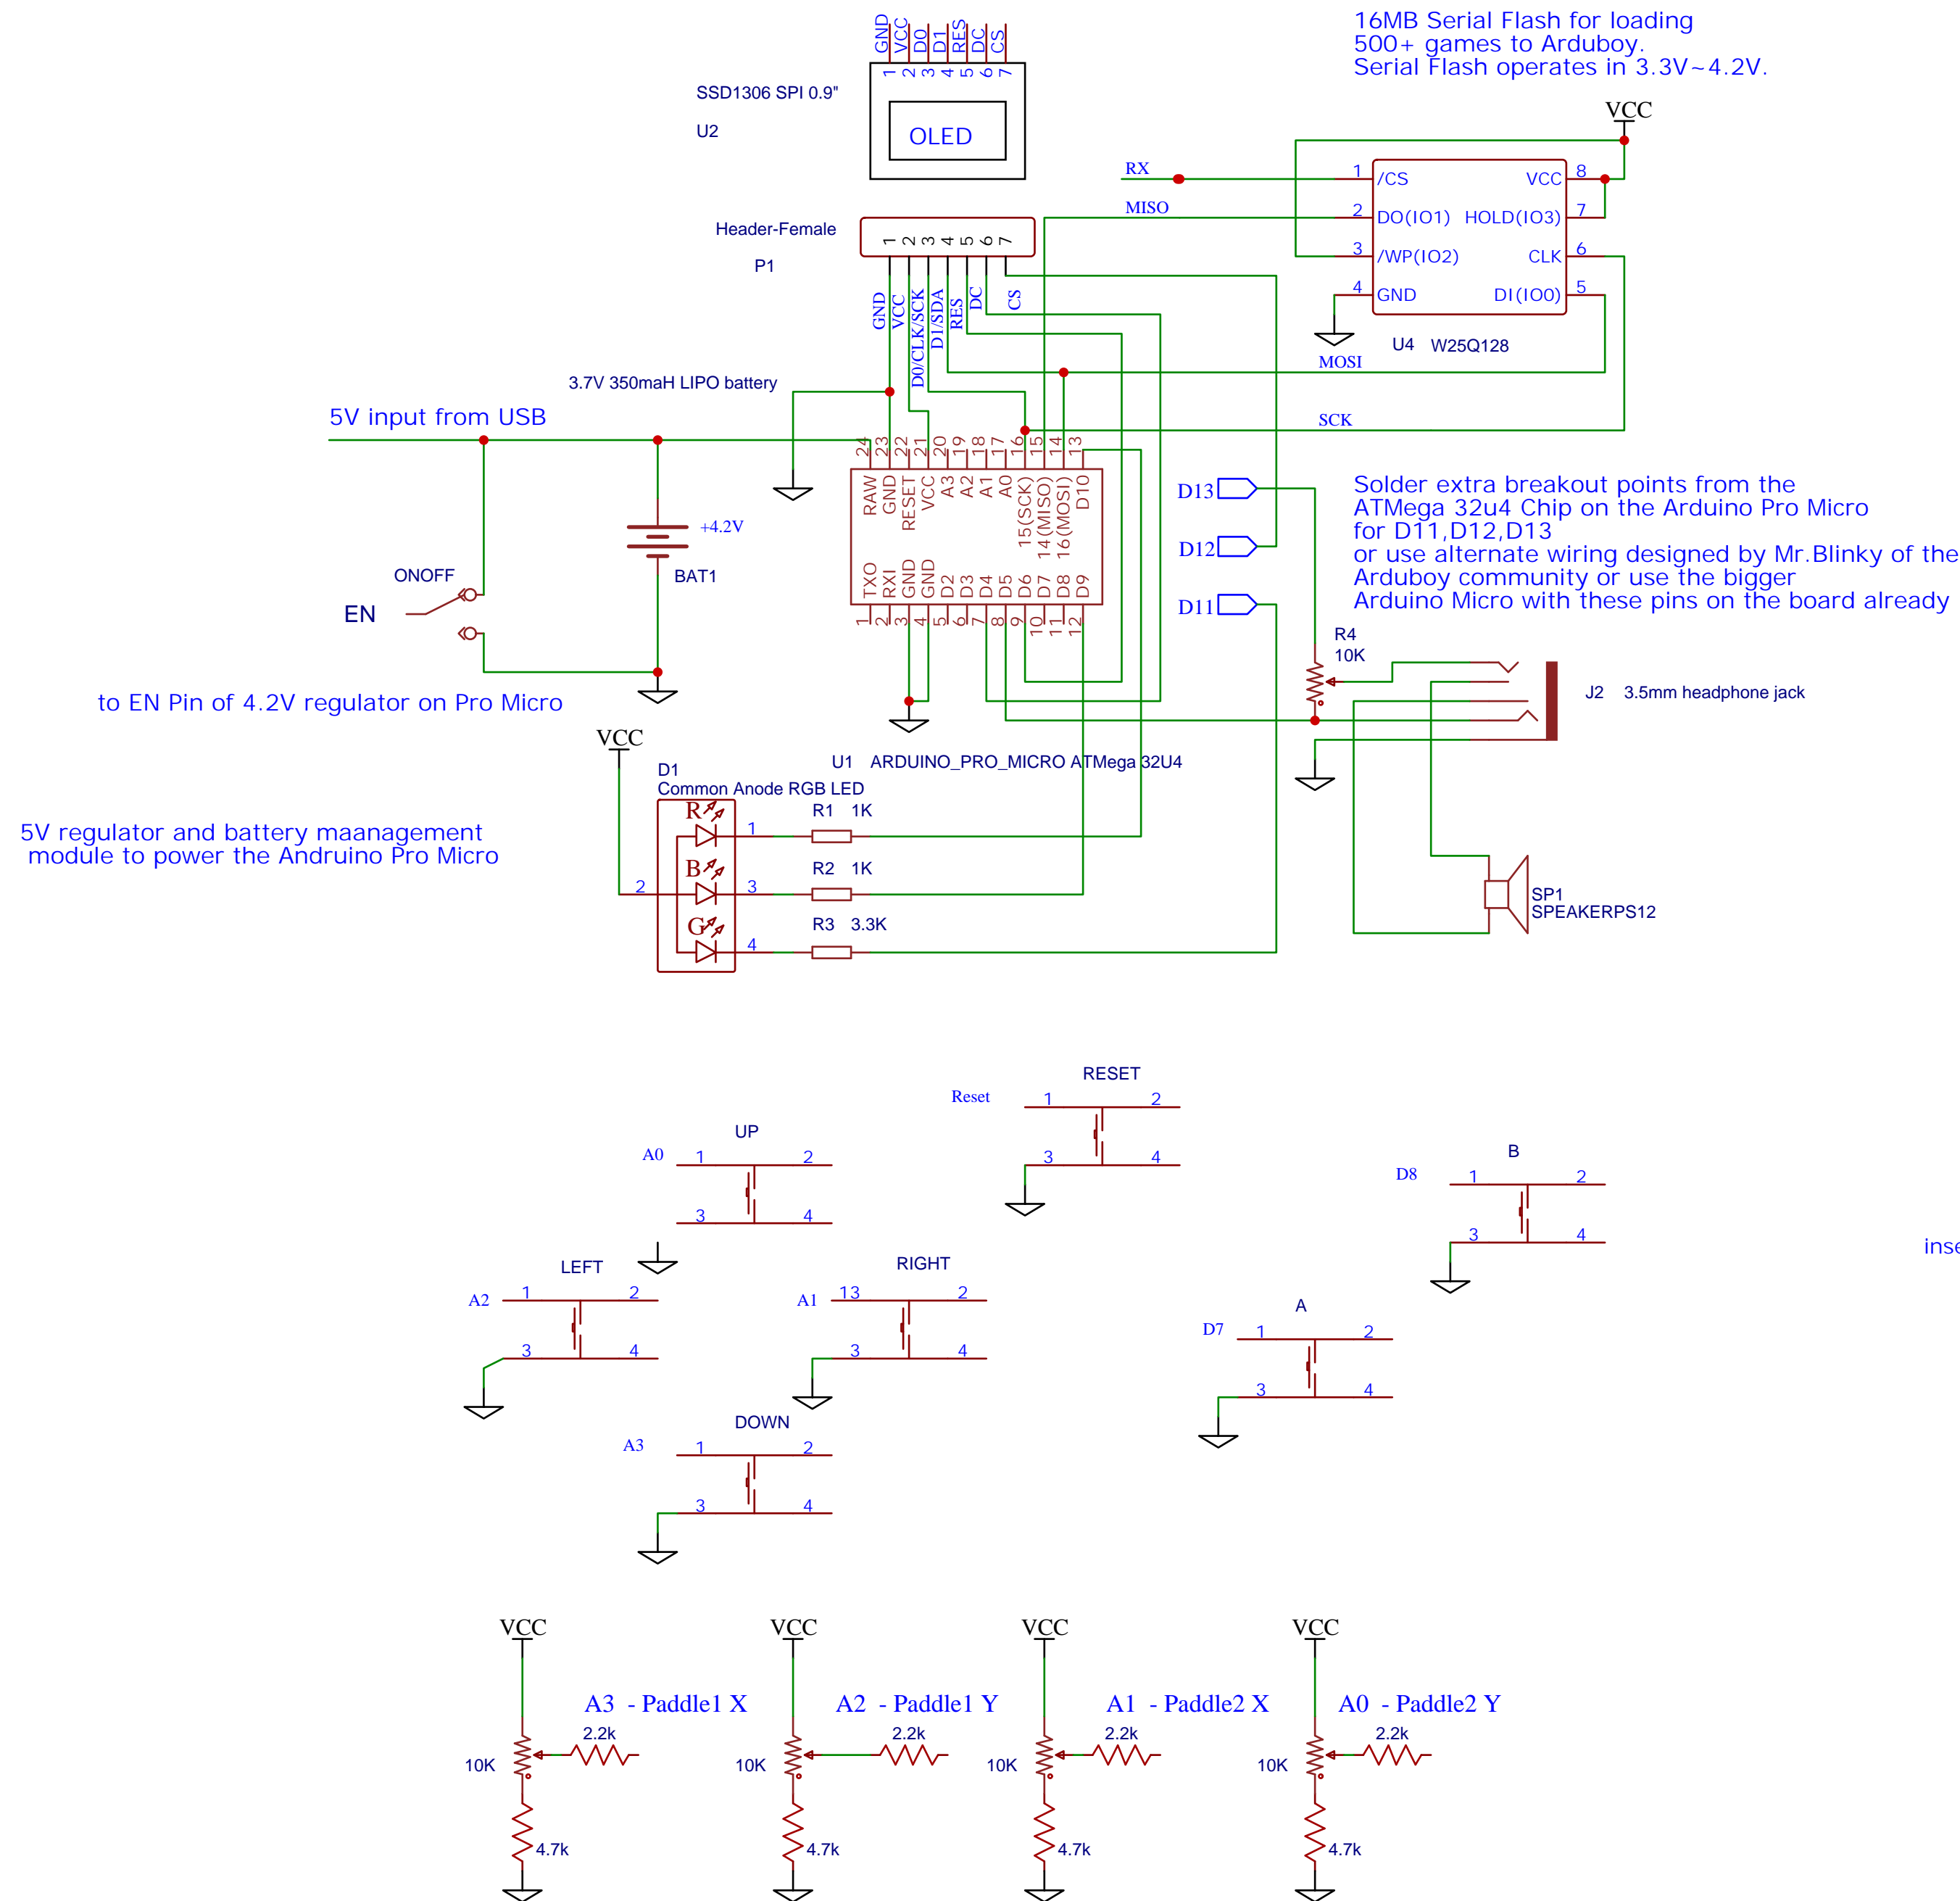 GND
VCC
D0
D1
RES
DC
CS
1
2
3
4
5
6
7
SSD1306 SPI 0.9"
U2
OLED
16MB Serial Flash for loading
500+ games to Arduboy.
Serial Flash operates in 3.3V~4.2V.
VCC
RX
MISO
1
/CS
VCC
8
2
DO(IO1)
HOLD(IO3)
7
3
/WP(IO2)
CLK
6
4
GND
DI(IO0)
5
U4
W25Q128
MOSI
SCK
Header-Female
P1
1
2
3
4
5
6
7
GND
VCC
D0/CLK/SCK
D1/SDA
RES
DC
CS
3.7V 350maH LIPO battery
5V input from USB
+4.2V
BAT1
ONOFF
EN
to EN Pin of 4.2V regulator on Pro Micro
24
23
22
21
20
19
18
17
16
15
14
13
RAW
GND
RESET
VCC
A3
A2
A1
A0
15(SCK)
14(MISO)
16(MOSI)
D10
TXO
RXI
GND
GND
D2
D3
D4
D5
D6
D7
D8
D9
1
2
3
4
5
6
7
8
9
10
11
12
U1
ARDUINO_PRO_MICRO ATMega 32U4
D13
D12
D11
Solder extra breakout points from the
ATMega 32u4 Chip on the Arduino Pro Micro
for D11,D12,D13
or use alternate wiring designed by Mr.Blinky of the
Arduboy community or use the bigger
Arduino Micro with these pins on the board already
R4
10K
J2
3.5mm headphone jack
SP1
SPEAKERPS12
VCC
D1
Common Anode RGB LED
R
1
R1
1K
2
B
3
R2
1K
G
4
R3
3.3K
5V regulator and battery maanagement
module to power the Andruino Pro Micro
RESET
Reset
1
2
3
4
UP
A0
1
2
3
4
B
D8
1
2
3
4
inse
LEFT
A2
1
2
3
4
RIGHT
A1
13
2
3
4
A
D7
1
2
3
4
DOWN
A3
1
2
3
4
VCC
VCC
VCC
VCC
A3 - Paddle1 X
A2 - Paddle1 Y
A1 - Paddle2 X
A0 - Paddle2 Y
2.2k
2.2k
2.2k
2.2k
10K
10K
10K
10K
4.7k
4.7k
4.7k
4.7k